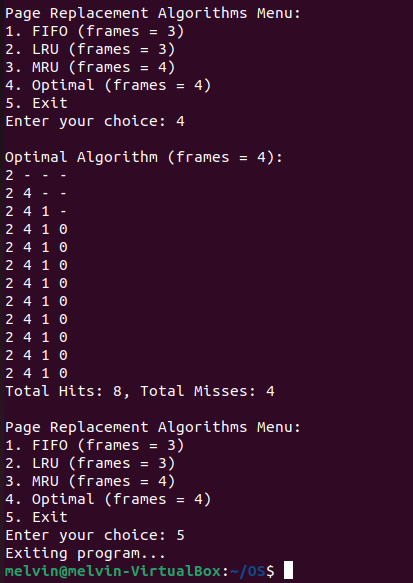 Page Replacement Algorithms Menu:
1. FIFO (frames = 3)
2. LRU (frames = 3)
3. MRU (frames = 4)
4. Optimal (frames = 4)
5. Exit
Enter your choice: 4

Optimal Algorithm (frames = 4):
2 - - -
2 4 - -
2 4 1 -
2 4 1 0
2 4 1 0
2 4 1 0
2 4 1 0
2 4 1 0
2 4 1 0
2 4 1 0
2 4 1 0
2 4 1 0
Total Hits: 8, Total Misses: 4

Page Replacement Algorithms Menu:
1. FIFO (frames = 3)
2. LRU (frames = 3)
3. MRU (frames = 4)
4. Optimal (frames = 4)
5. Exit
Enter your choice: 5
Exiting program...
melvin@melvin-VirtualBox:~/OS$